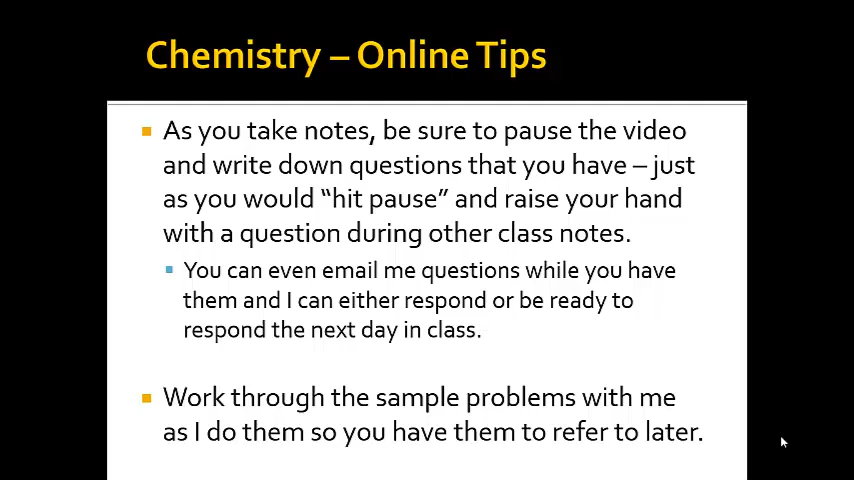 Chemistry – Online Tips
As you take notes, be sure to pause the video
and write down questions that you have – just
as you would “hit pause” and raise your hand
with a question during other class notes.
You can even email me questions while you have
them and I can either respond or be ready to
respond the next day in class.
Work through the sample problems with me
as I do them so you have them to refer to later.